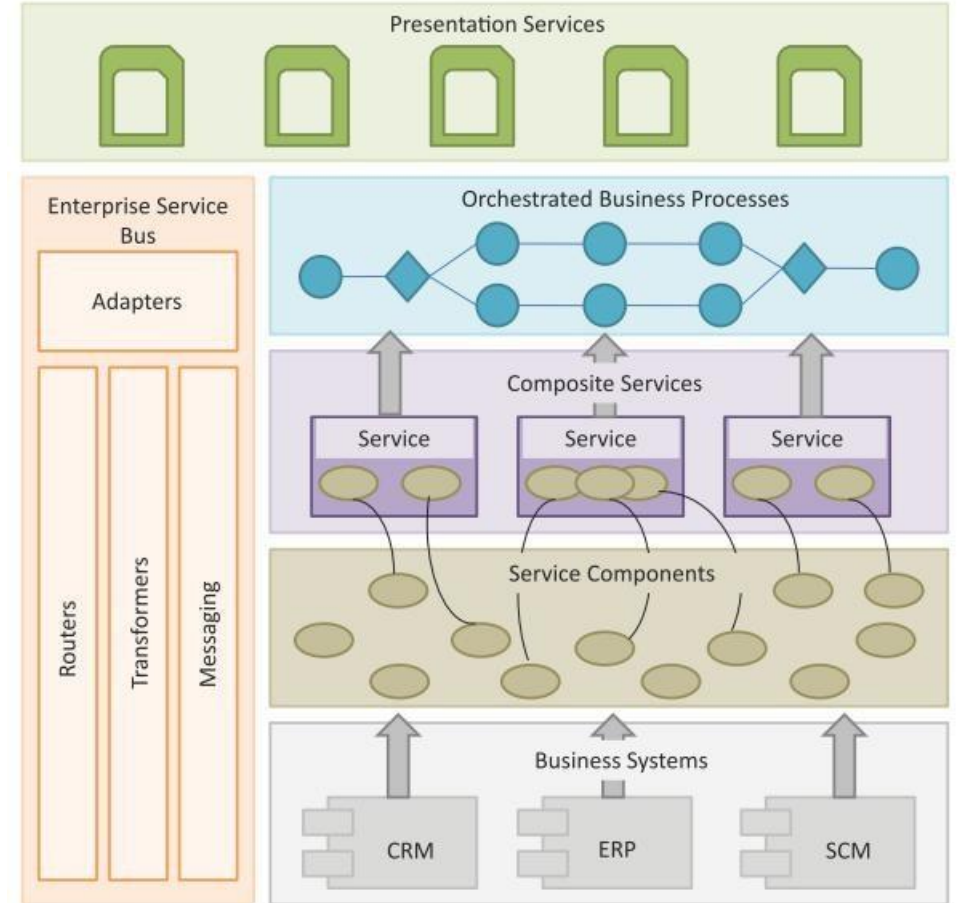 Presentation Services
Enterprise Service
Bus
Adapters
Routers
Transformers
Messaging
Orchestrated Business Processes
Composite Services
Service
Service
Service
Service Components
Business Systems
CRM
ERP
SCM